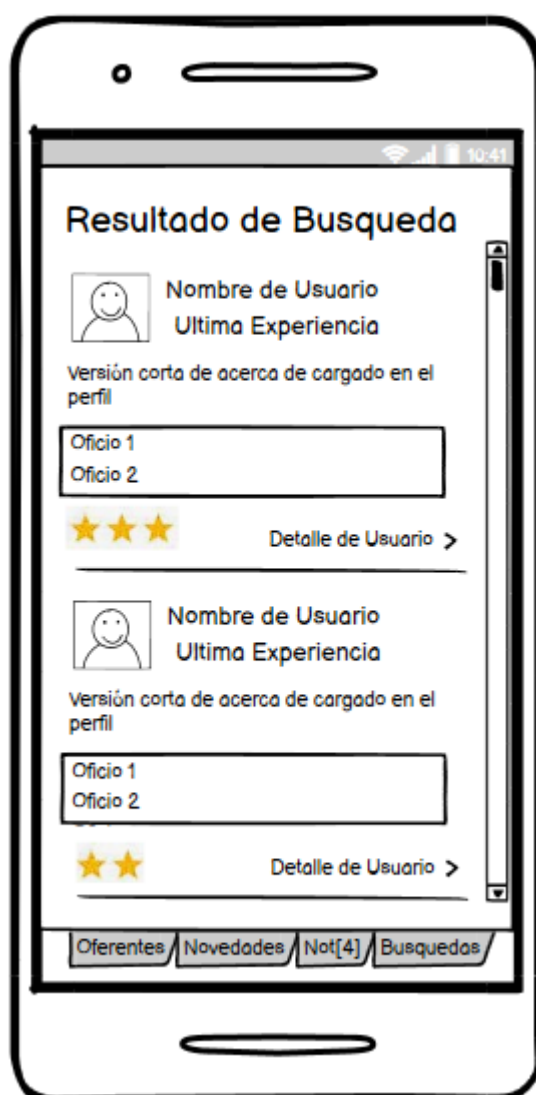 10:41
Resultado de Busqueda
Nombre de Usuario
Ultima Experiencia
Versión corta de acerca de cargado en el
perfil
Oficio 1
Oficio 2
Detalle de Usuario >
Nombre de Usuario
Ultima Experiencia
Versión corta de acerca de cargado en el
perfil
Oficio 1
Oficio 2
Detalle de Usuario >
Oferentes Novedades Not[4] Busquedas